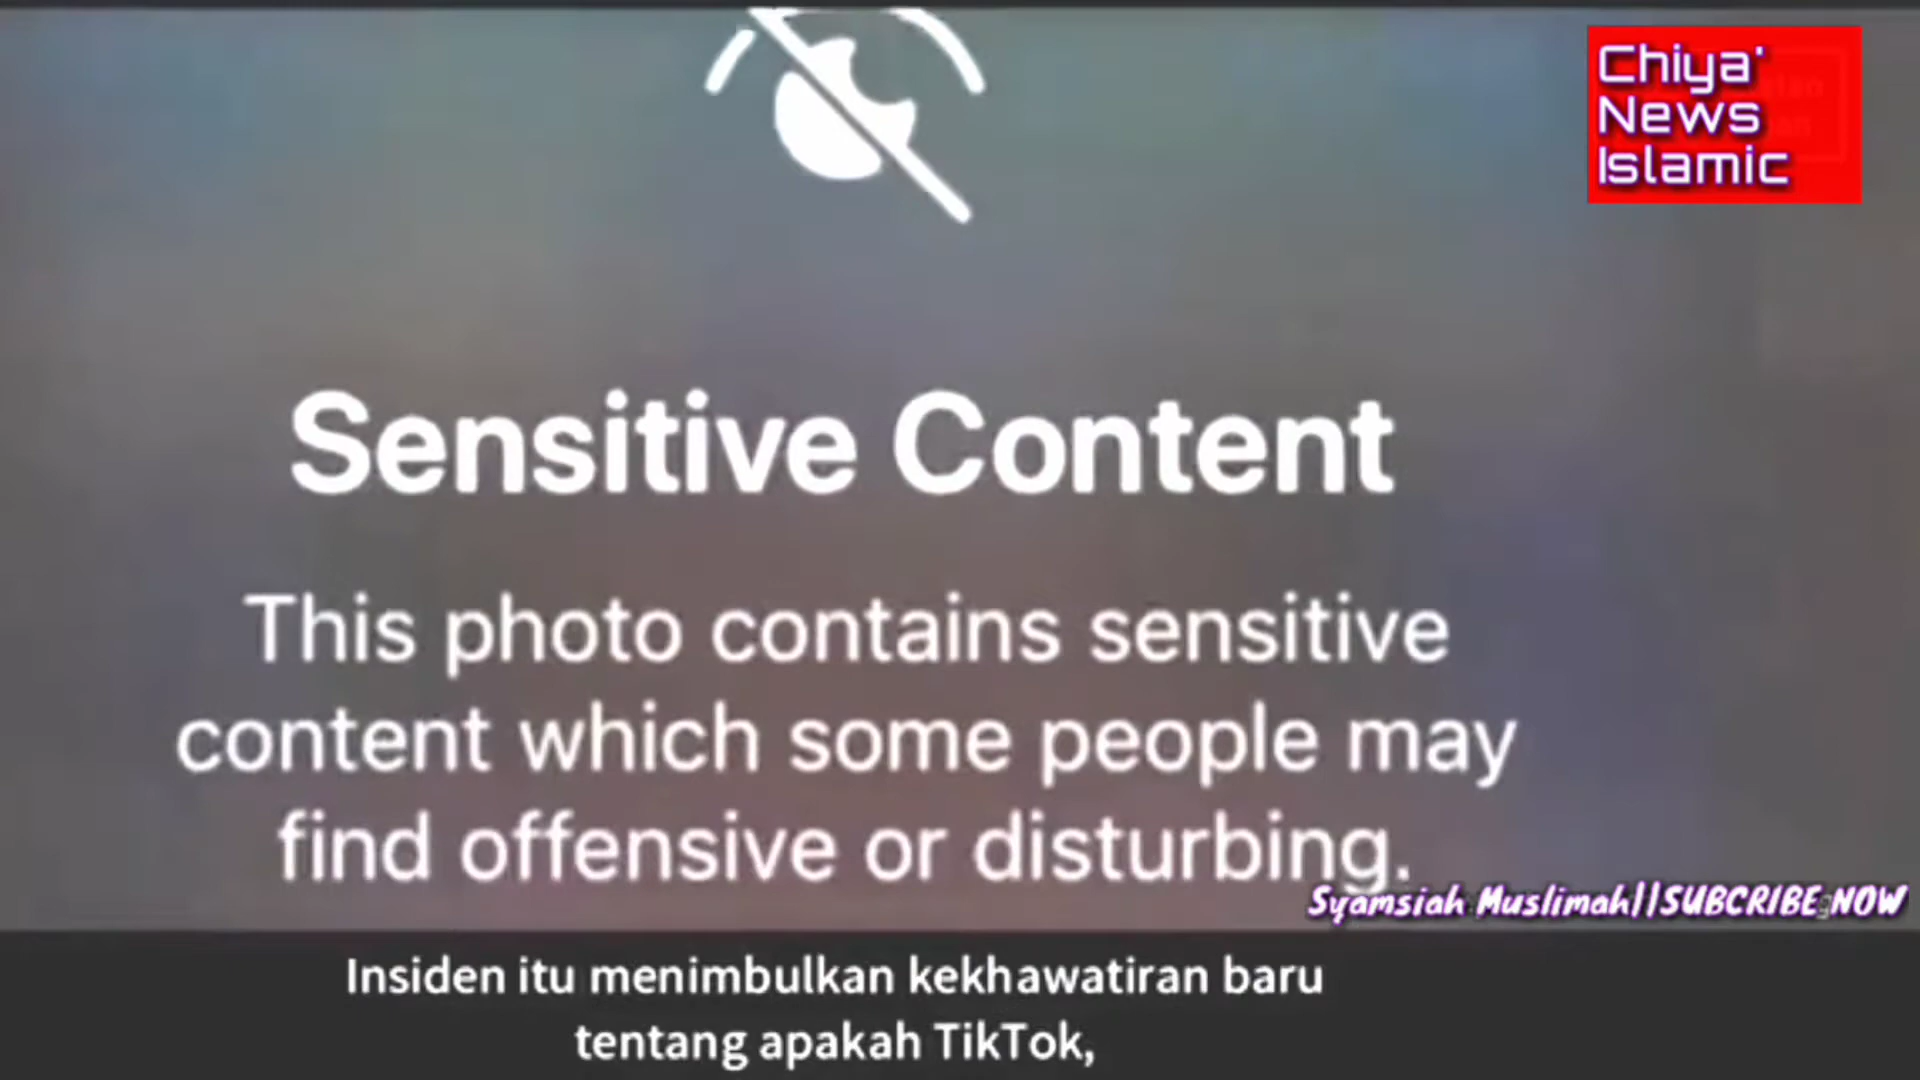 Chiya'
News
Islamic
Sensitive Content
This photo contains sensitive
content which some people may
find offensive or disturbing.
Syamsiah Muslimah||SUBCRIBE NOW
Insiden itu menimbulkan kekhawatiran baru
tentang apakah TikTok,